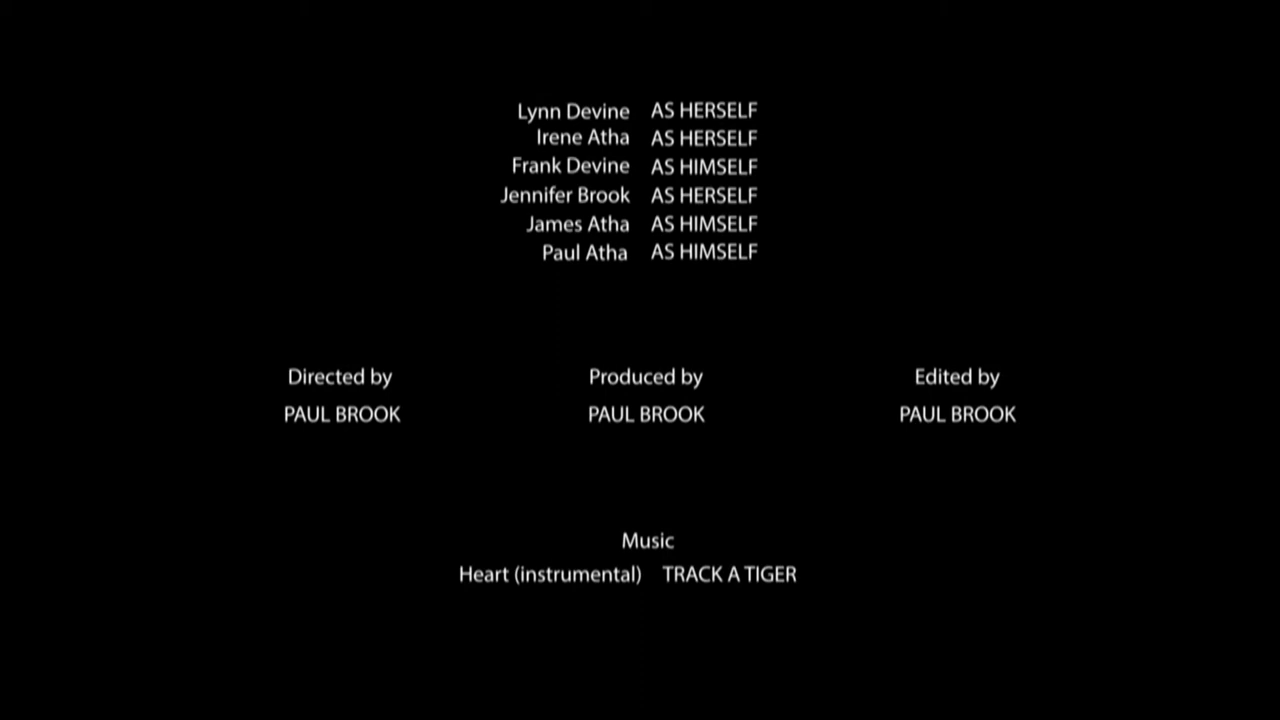 Lynn Devine AS HERSELF
Irene Atha AS HERSELF
Frank Devine AS HIMSELF
Jennifer Brook AS HERSELF
James Atha AS HIMSELF
Paul Atha AS HIMSELF
Directed by
PAUL BROOK
Produced by
PAUL BROOK
Edited by
PAUL BROOK
Music
Heart (instrumental) TRACK A TIGER